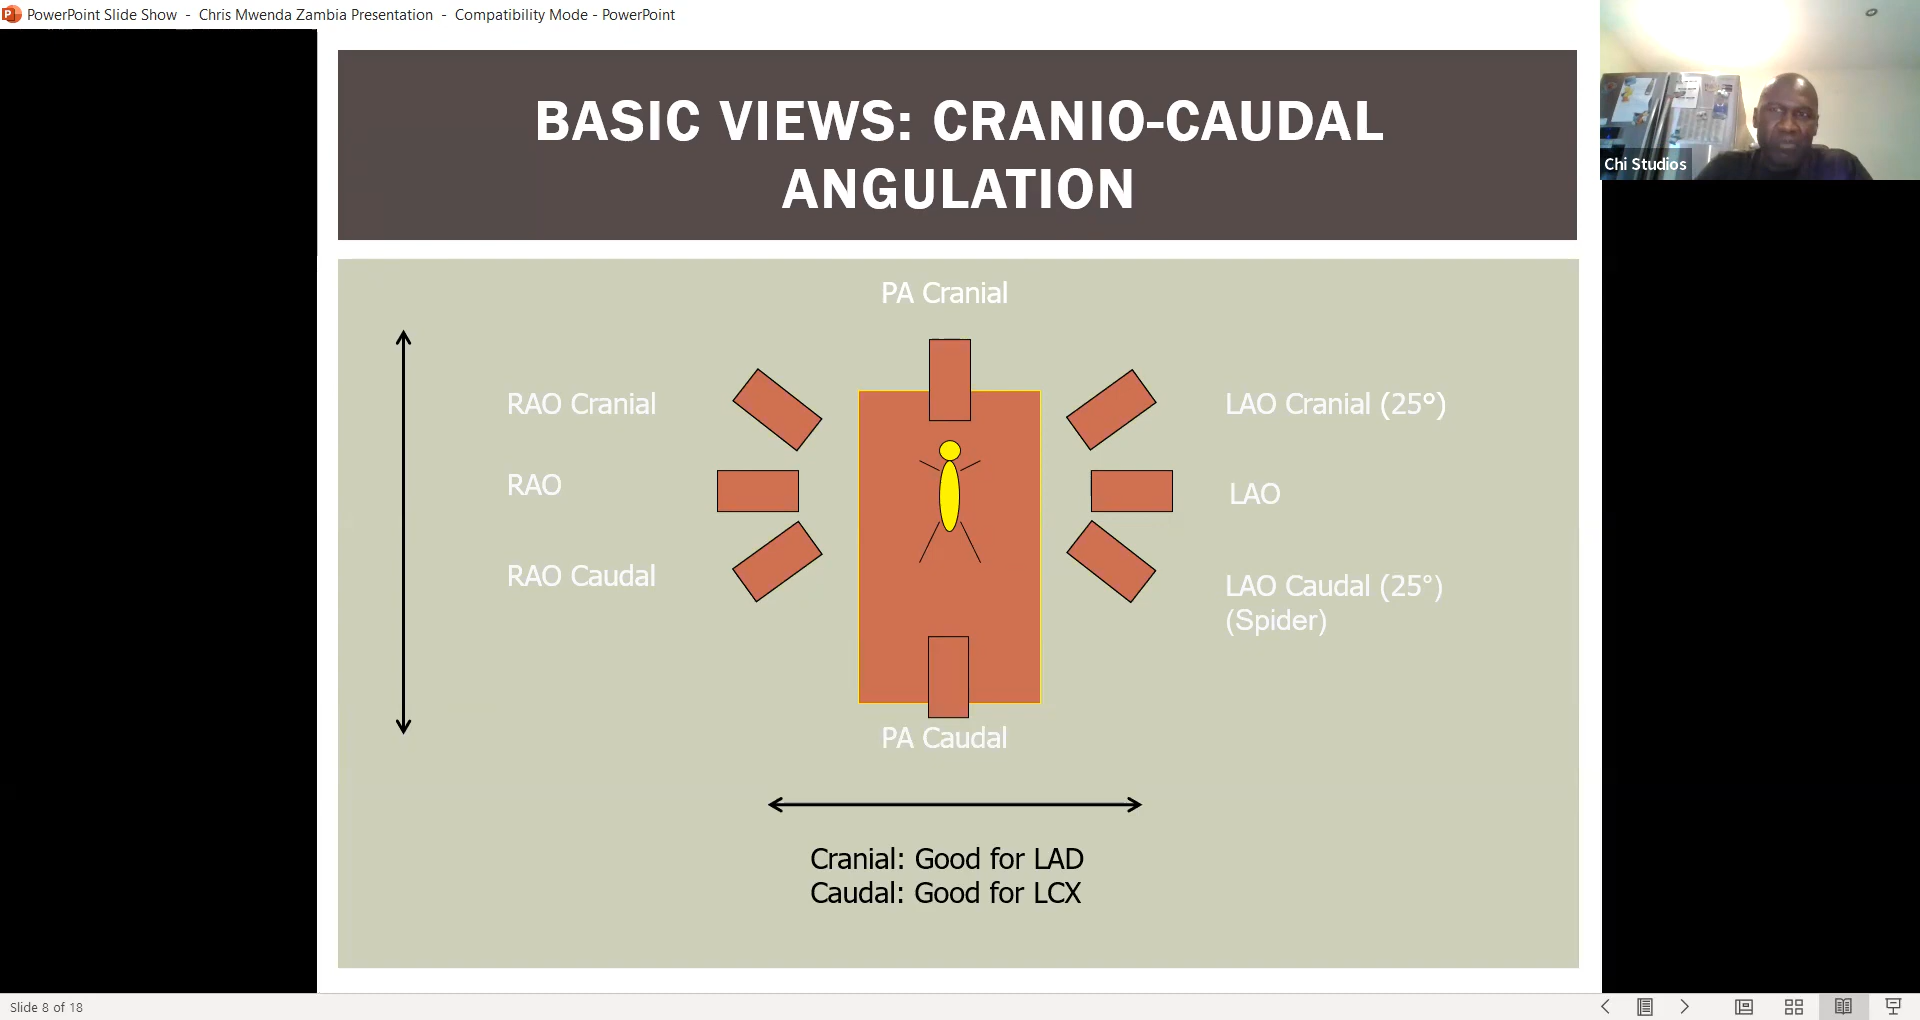 PowerPoint Slide Show - Chris Mwenda Zambia Presentation - Compatibility Mode - PowerPoint
Chi Studios
BASIC VIEWS: CRANIO-CAUDAL
ANGULATION
PA Cranial
RAO Cranial
LAO Cranial (25°)
RAO
LAO
RAO Caudal
LAO Caudal (25°)
(Spider)
PA Caudal
Cranial: Good for LAD
Caudal: Good for LCX
Slide 8 of 18